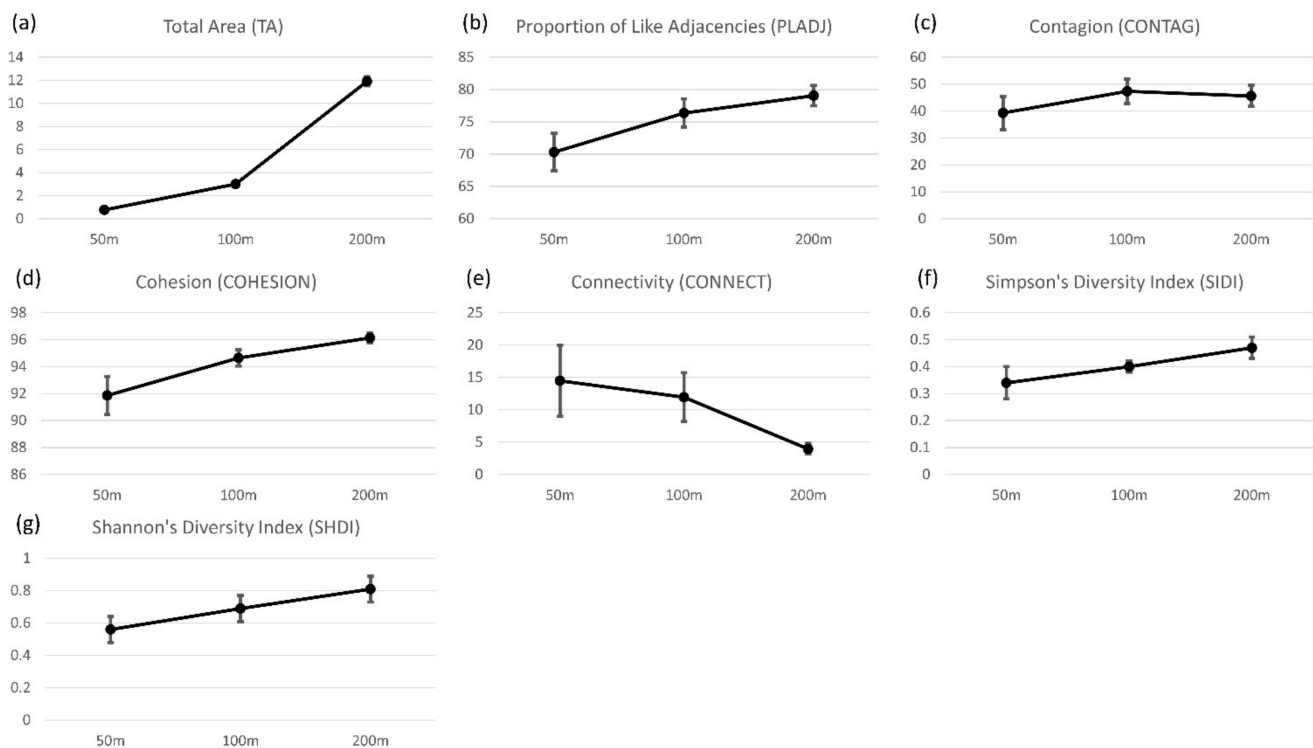 (a)
Total Area (TA)
14
12
10
8
6
4
2
0
50m 100m 200m
(b)
Proportion of Like Adjacencies (PLADJ)
85
80
75
70
65
60
50m 100m 200m
(c)
Contagion (CONTAG)
60
50
40
30
20
10
0
50m 100m 200m
(d)
Cohesion (COHESION)
98
96
94
92
90
88
86
50m 100m 200m
(e)
Connectivity (CONNECT)
25
20
15
10
5
0
50m 100m 200m
(f)
Simpson's Diversity Index (SIDI)
0.6
0.5
0.4
0.3
0.2
0.1
0
50m 100m 200m
(g)
Shannon's Diversity Index (SHDI)
1
0.8
0.6
0.4
0.2
0
50m 100m 200m